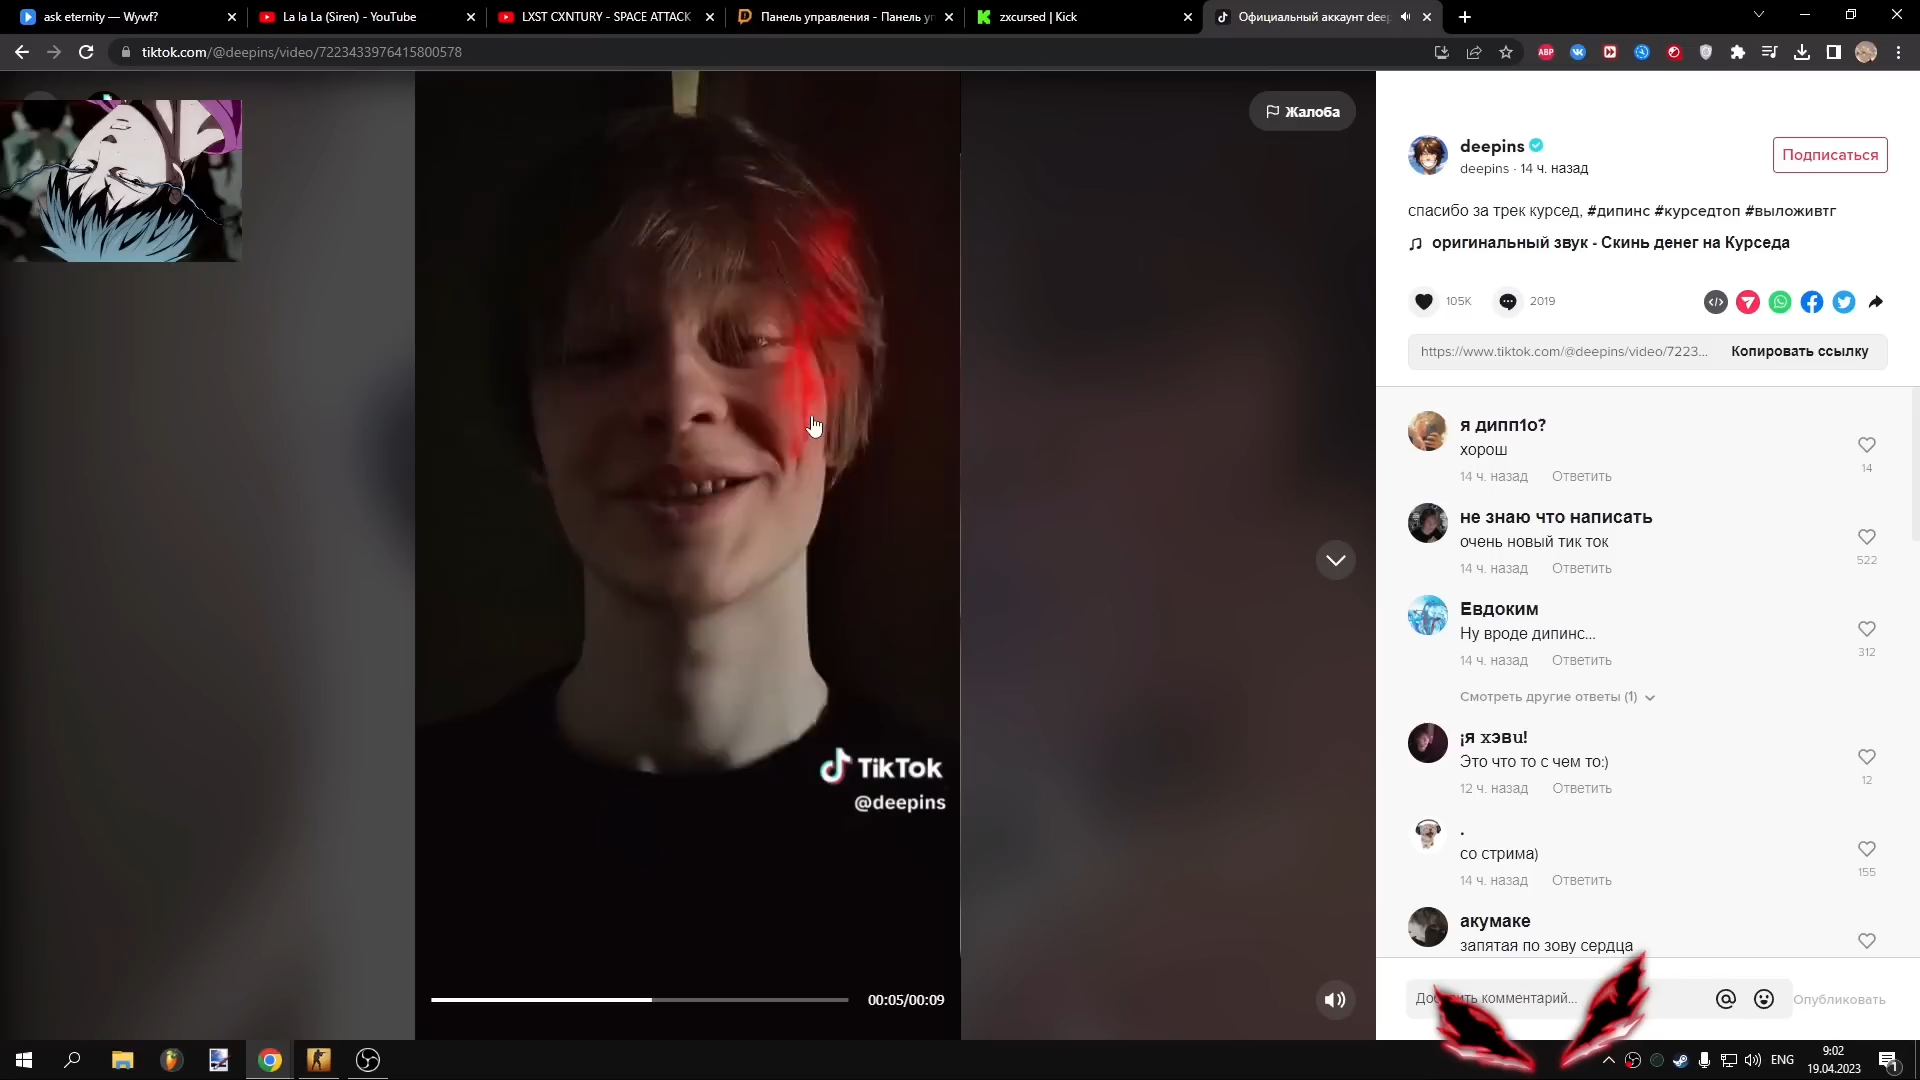 ask eternity — Wywf?
La la La (Siren) - YouTube
LXST CXNTURY - SPACE ATTACK
Панель управления - Панель уп
zxcursed | Kick
Официальный аккаунт deep
tiktok.com/@deepins/video/7223433976415800578
ABP
Жалоба
deepins
deepins · 14 ч. назад
Подписаться
спасибо за трек курсед, #дипинс #курседтоп #выложивтг
оригинальный звук - Скинь денег на Курседа
105K
2019
https://www.tiktok.com/@deepins/video/7223...
Копировать ссылку
я дипп1о?
хорош
14 ч. назад Ответить
14
не знаю что написать
очень новый тик ток
14 ч. назад Ответить
522
Евдоким
Ну вроде дипинс...
14 ч. назад Ответить
312
Смотреть другие ответы (1)
¡я хэви!
Это что то с чем то:)
12 ч. назад Ответить
12
.
со стрима)
14 ч. назад Ответить
155
акумаке
запятая по зову сердца
TikTok
@deepins
00:05/00:09
комментарий...
Опубликовать
ENG
9:02
19.04.2023
1